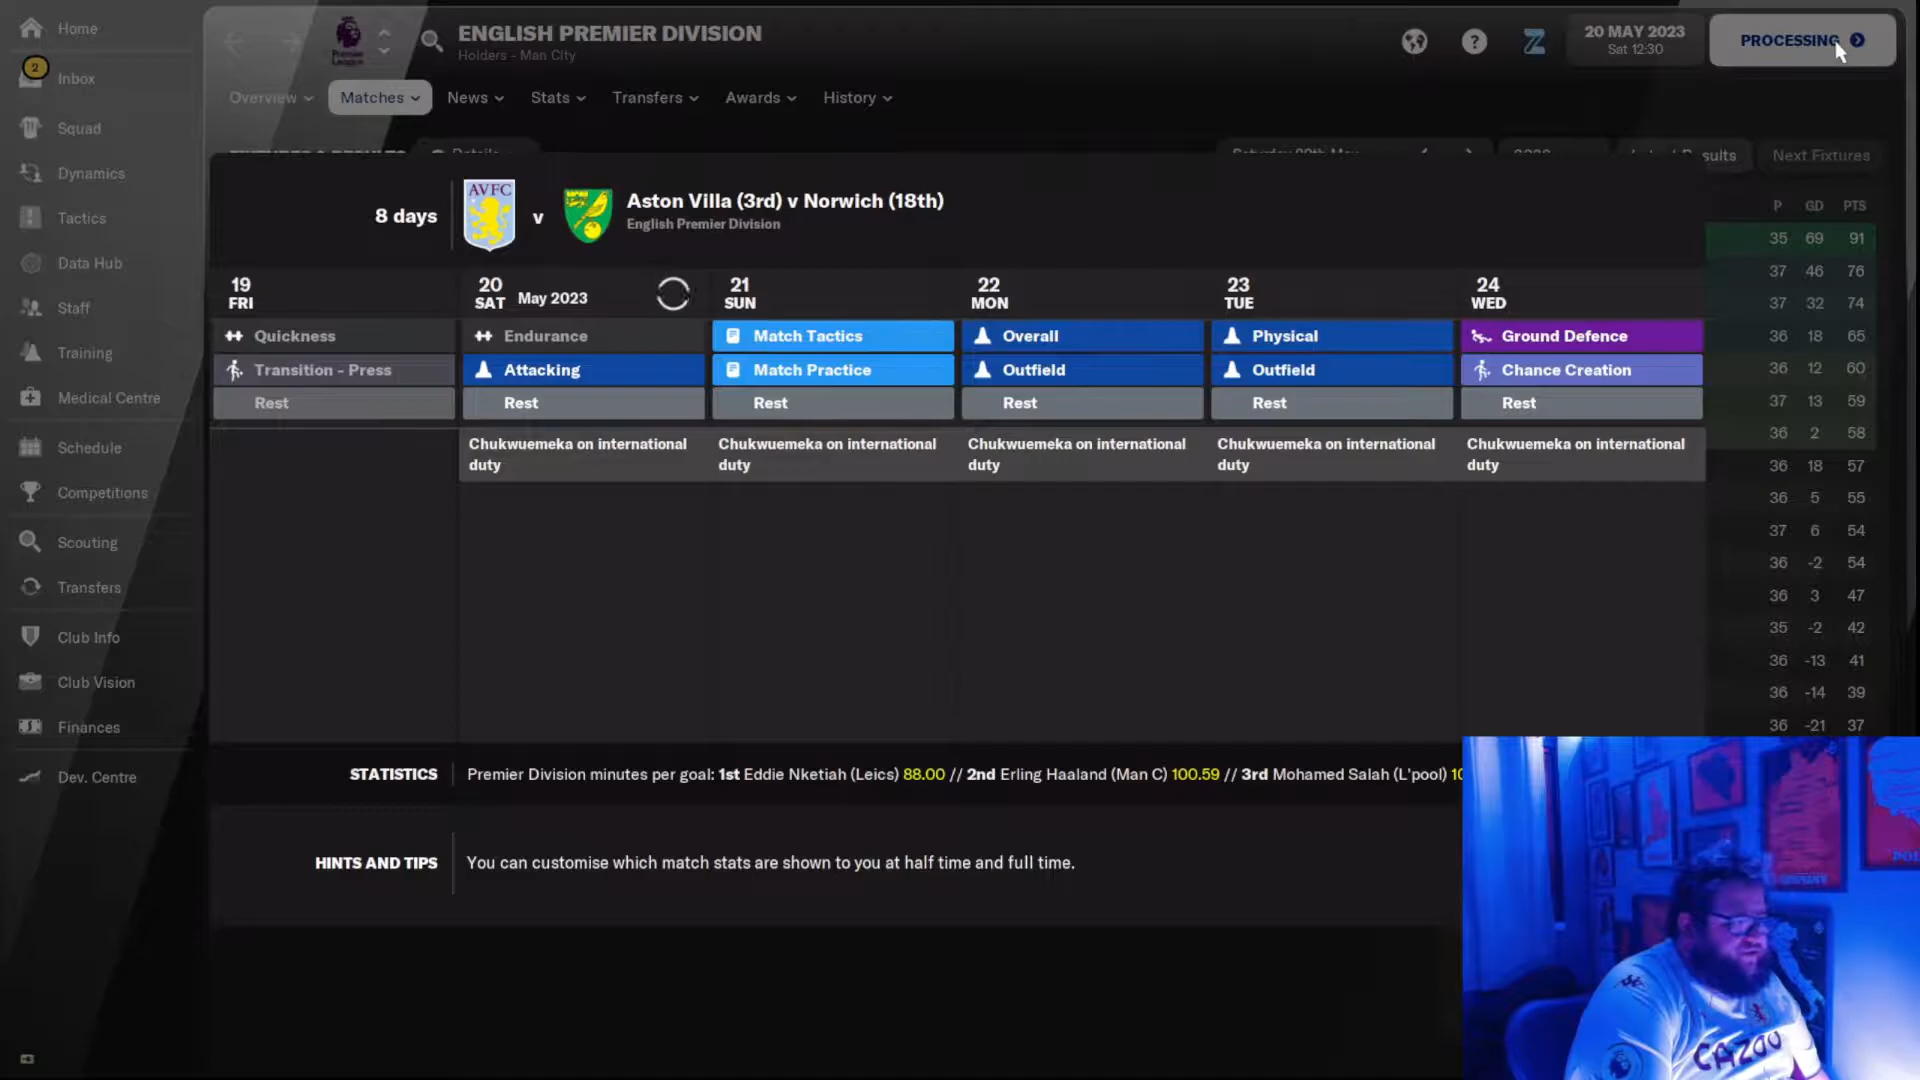 Home
ENGLISH PREMIER DIVISION
Holders - Man City
20 MAY 2023
Sat 12:30
PROCESSING
2
Inbox
Overview
Matches
News
Stats
Transfers
Awards
History
Squad
Details
Next Fixtures
Dynamics
Tactics
Data Hub
Staff
Training
Medical Centre
Schedule
Competitions
Scouting
Transfers
Club Info
Club Vision
Finances
Dev. Centre
8 days
AVFC
v
Aston Villa (3rd) v Norwich (18th)
English Premier Division
P GD PTS
35 69 91
37 46 76
37 32 74
36 18 65
36 12 60
37 13 59
36 2 58
36 18 57
36 5 55
37 6 54
36 -2 54
36 3 47
35 -2 42
36 -13 41
36 -14 39
36 -21 37
19
FRI
20
SAT May 2023
21
SUN
22
MON
23
TUE
24
WED
Quickness
Endurance
Match Tactics
Overall
Physical
Ground Defence
Transition - Press
Attacking
Match Practice
Outfield
Outfield
Chance Creation
Rest
Rest
Rest
Rest
Rest
Rest
Chukwuemeka on international
duty
Chukwuemeka on international
duty
Chukwuemeka on international
duty
Chukwuemeka on international
duty
Chukwuemeka on international
duty
STATISTICS
Premier Division minutes per goal: 1st Eddie Nketiah (Leics) 88.00 // 2nd Erling Haaland (Man C) 100.59 // 3rd Mohamed Salah (L'pool)
HINTS AND TIPS
You can customise which match stats are shown to you at half time and full time.
CAZOO